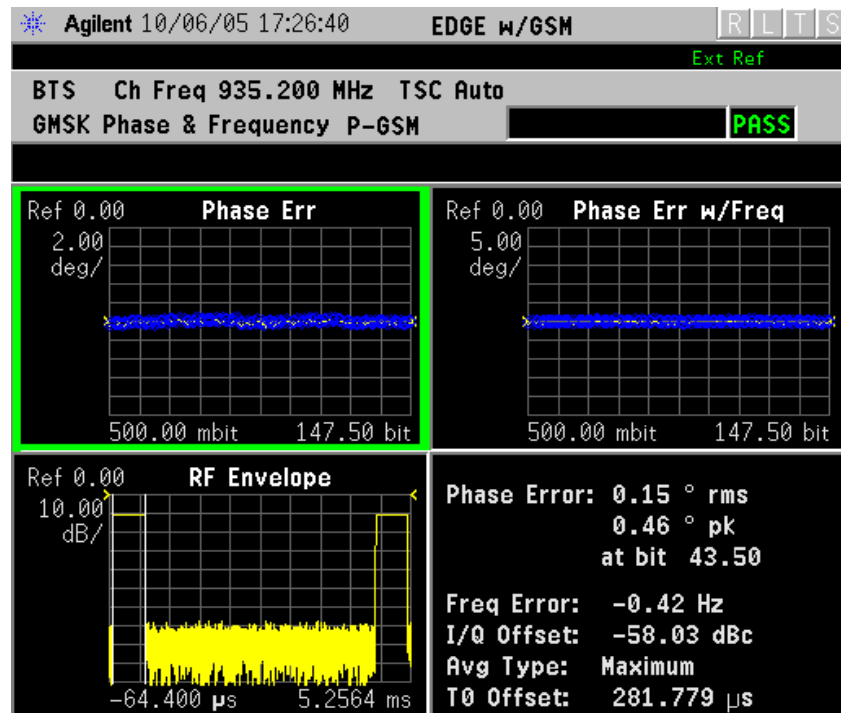 Agilent 10/06/05 17:26:40 EDGE w/GSM R L T S
Ext Ref
BTS Ch Freq 935.200 MHz TSC Auto
GMSK Phase & Frequency P-GSM PASS
Ref 0.00 Phase Err
2.00
deg/
500.00 mbit 147.50 bit
Ref 0.00 Phase Err w/Freq
5.00
deg/
500.00 mbit 147.50 bit
Ref 0.00 RF Envelope
10.00
dB/
-64.400 µs 5.2564 ms
Phase Error: 0.15 ° rms
0.46 ° pk
at bit 43.50
Freq Error: -0.42 Hz
I/Q Offset: -58.03 dBc
Avg Type: Maximum
T0 Offset: 281.779 µs